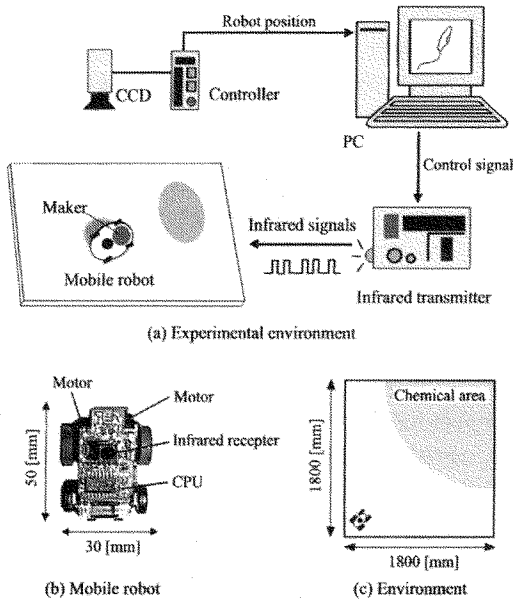 Robot position
CCD
Controller
PC
Control signal
Maker
Infrared signals
Mobile robot
Infrared transmitter
(a) Experimental environment
Motor
Motor
Infrared recepter
CPU
50 [mm]
30 [mm]
(b) Mobile robot
Chemical area
1800 [mm]
1800 [mm]
(c) Environment